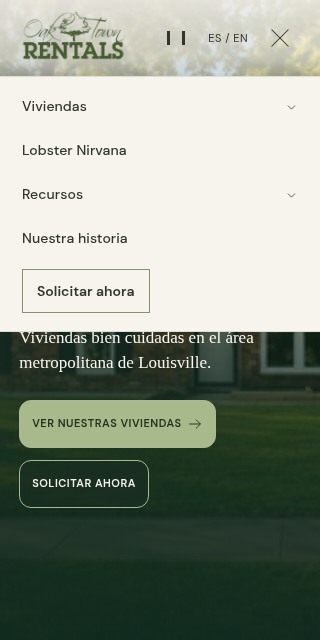 Oak Town
RENTALS
ES / EN
Viviendas
Lobster Nirvana
Recursos
Nuestra historia
Solicitar ahora
Viviendas bien cuidadas en el área
metropolitana de Louisville.
VER NUESTRAS VIVIENDAS
SOLICITAR AHORA